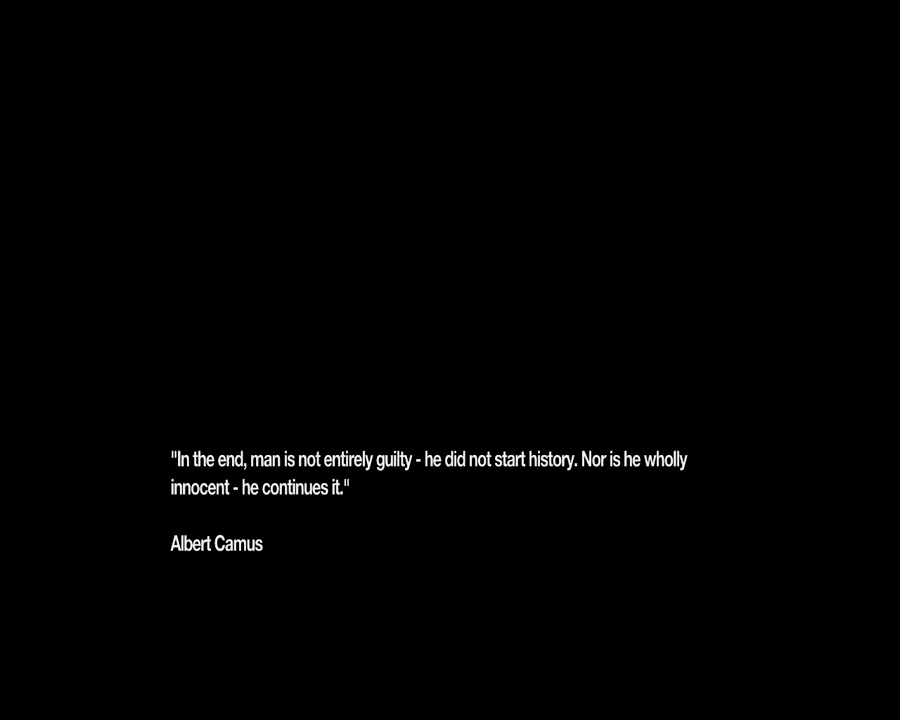 "In the end, man is not entirely guilty - he did not start history. Nor is he wholly
innocent - he continues it."
Albert Camus